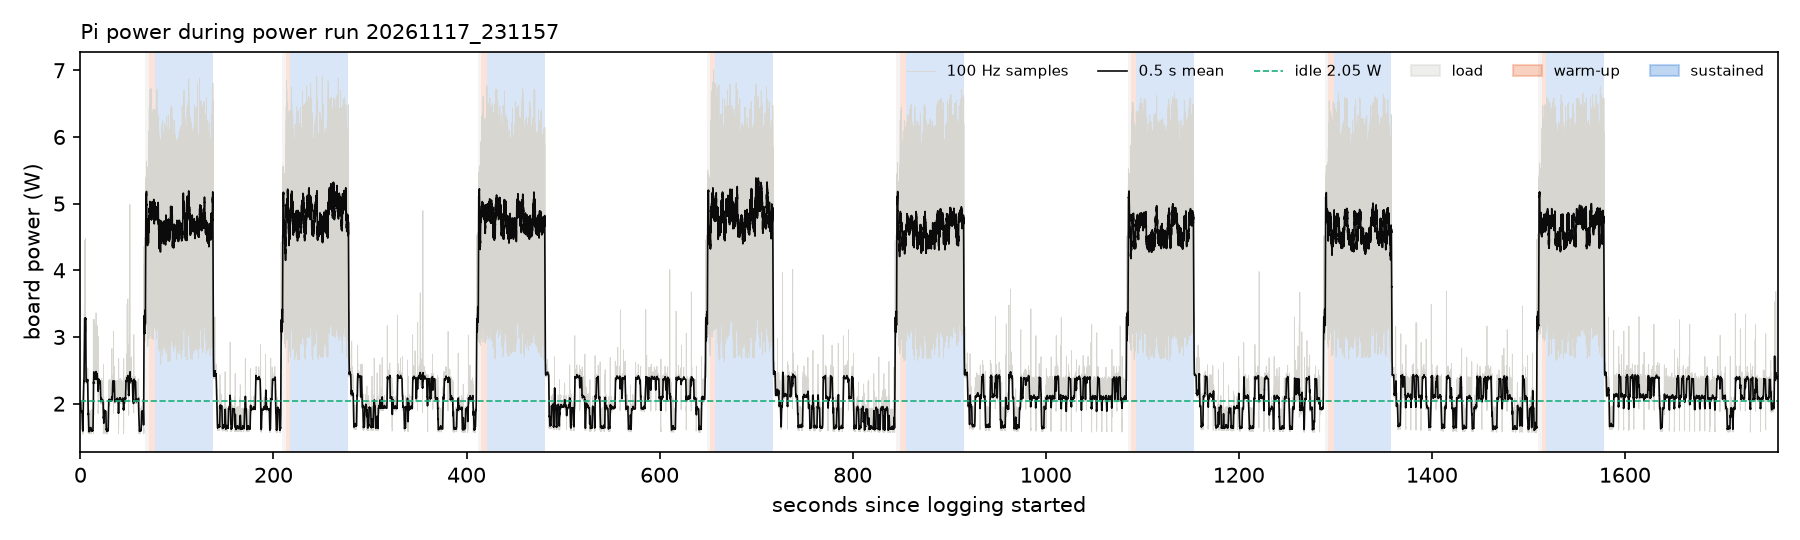 Pi power during power run 20261117_231157
100 Hz samples
0.5 s mean
idle 2.05 W
load
warm-up
sustained
board power (W)
7
6
5
4
3
2
0
200
400
600
800
1000
1200
1400
1600
seconds since logging started